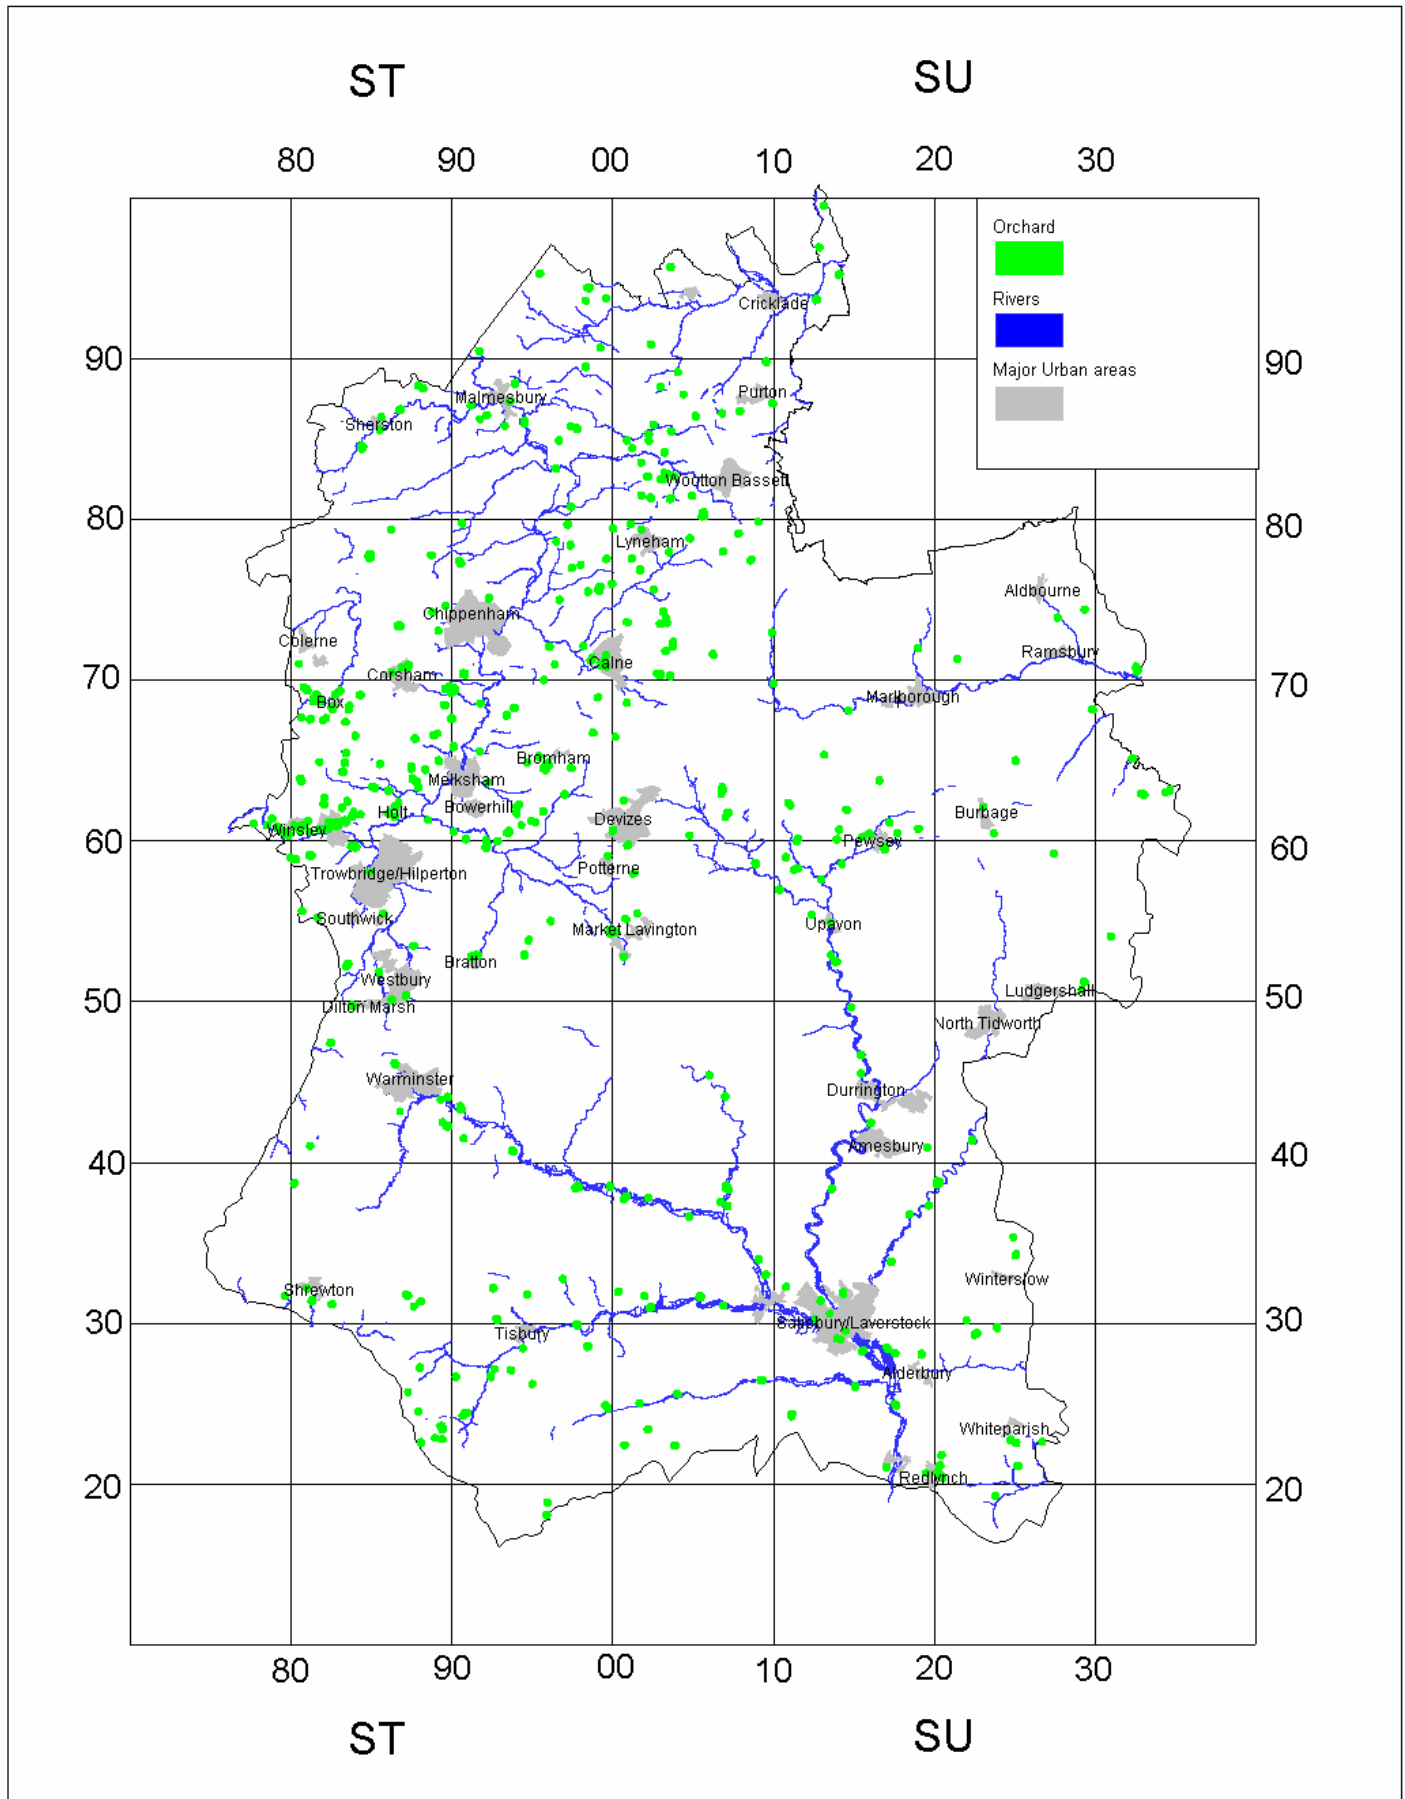 ST SU
80 90 00 10 20 30
Orchard
Rivers
Cricklade
90 90
Major Urban areas
Purton
Malmesbury
Sherston
Wootton Bassett
80 80
Lyneham
Aldbourne
Chippenham
Colerne
Ramsbury
Calne
Corsham
70 70
Marlborough
Box
Bromham
Melksham
Bowerhill
Holt
Burbage
Devizes
Winsley
60 60
Pewsey
Potterne
Trowbridge/Hilperton
Southwick
Upavon
Market Lavington
Bratton
Westbury
Ludgershall
50 50
Dilton Marsh
North Tidworth
Warminster
Durrington
Amesbury
40 40
Winterslow
Shrewton
30 30
Salisbury/Laverstock
Tisbury
Alderbury
Whiteparish
Redlynch
20 20
80 90 00 10 20 30
ST SU